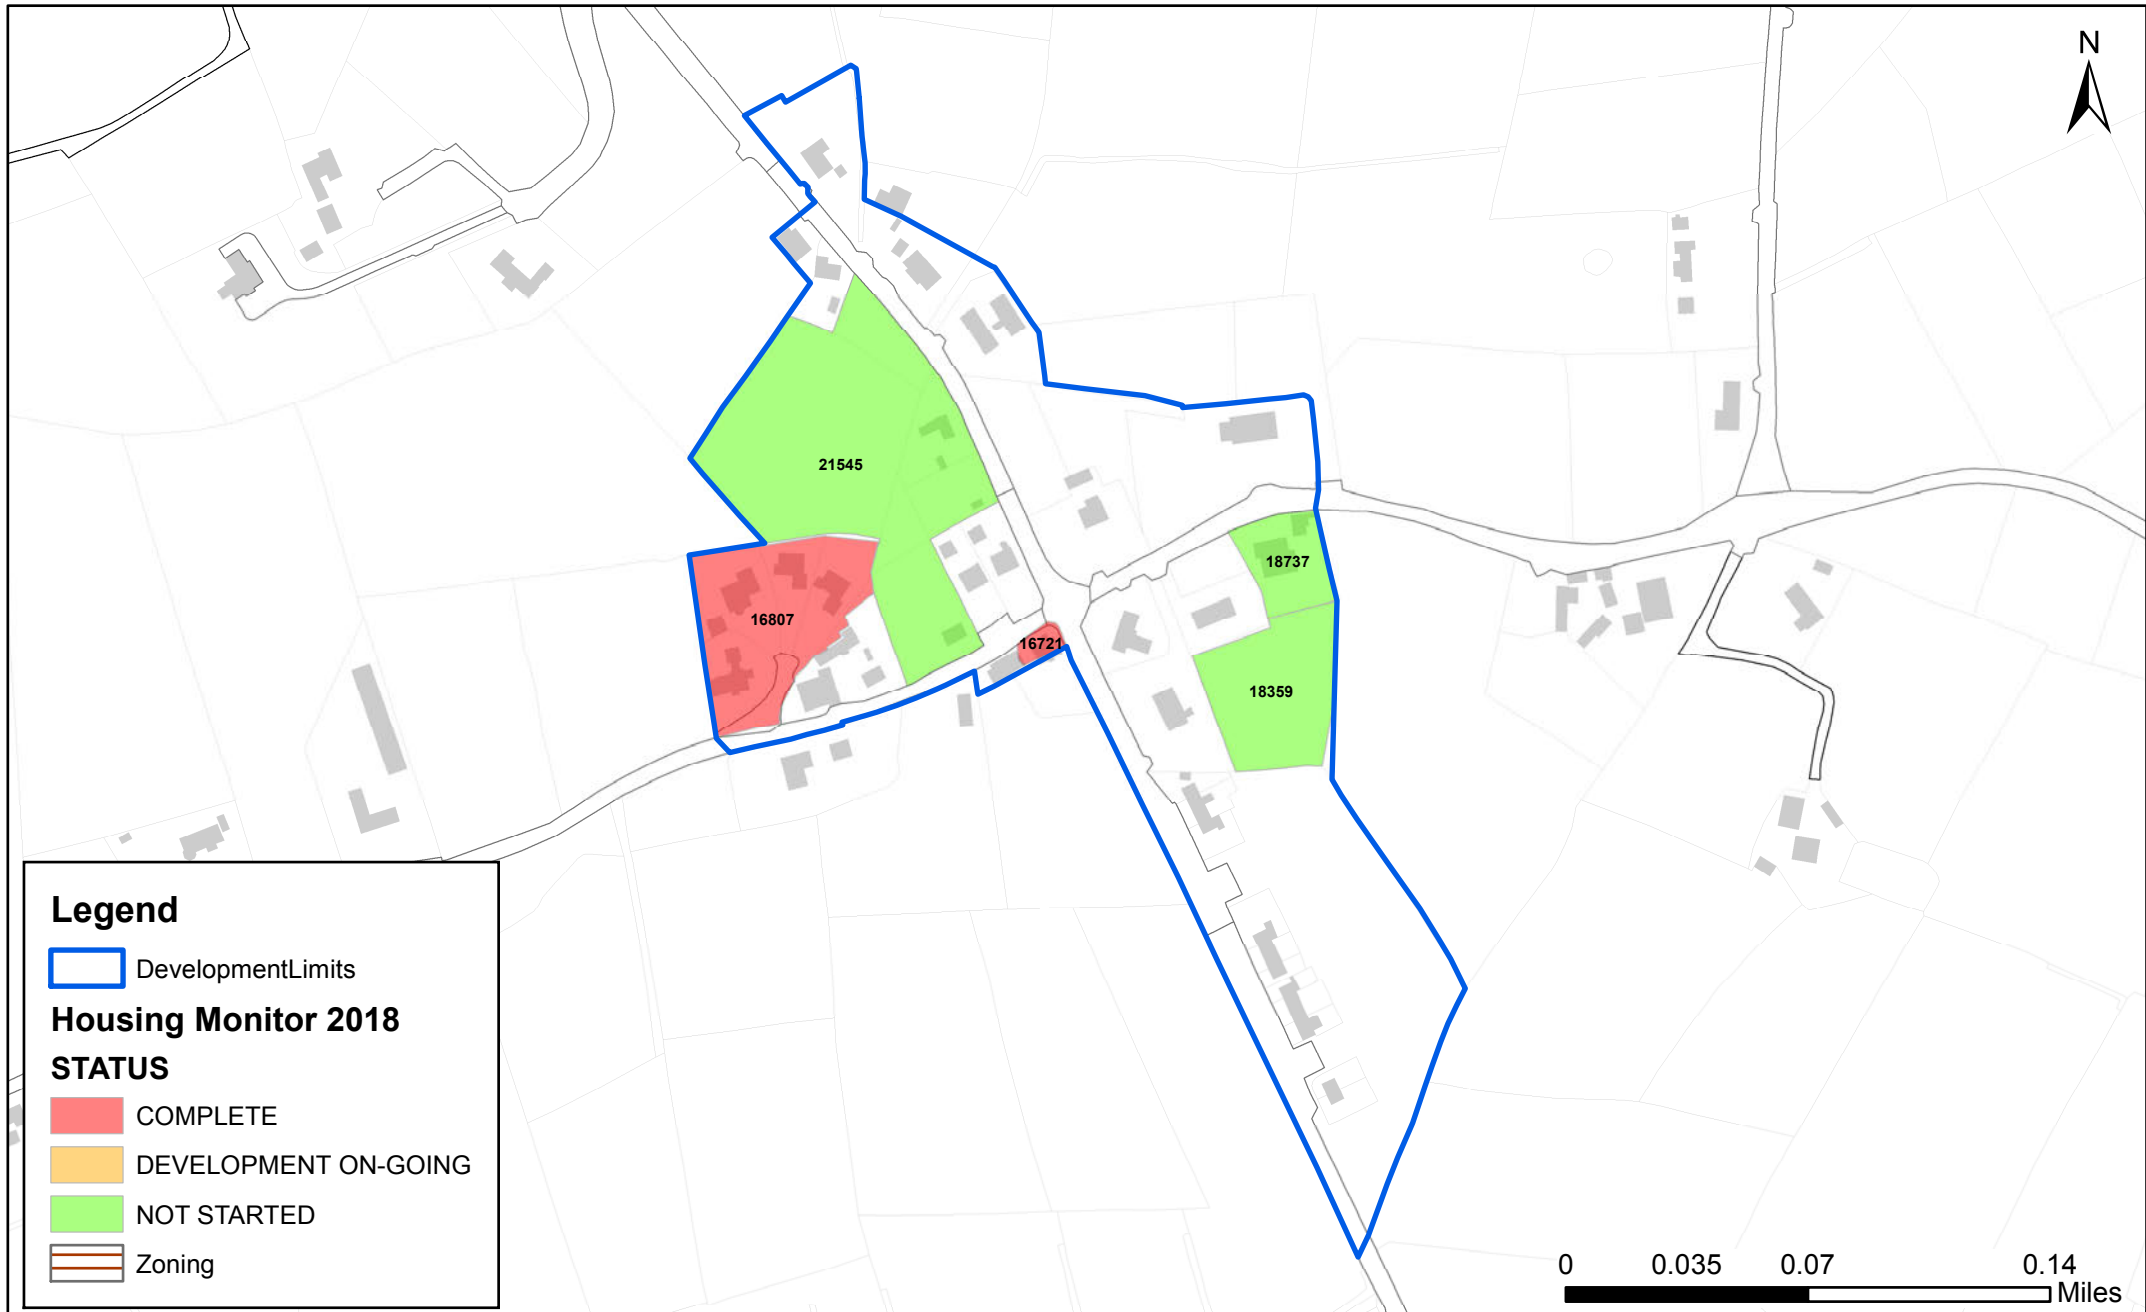 N
21545
18737
16807
16721
18359
Legend
DevelopmentLimits
Housing Monitor 2018
STATUS
COMPLETE
DEVELOPMENT ON-GOING
NOT STARTED
Zoning
0 0.035 0.07 0.14
Miles